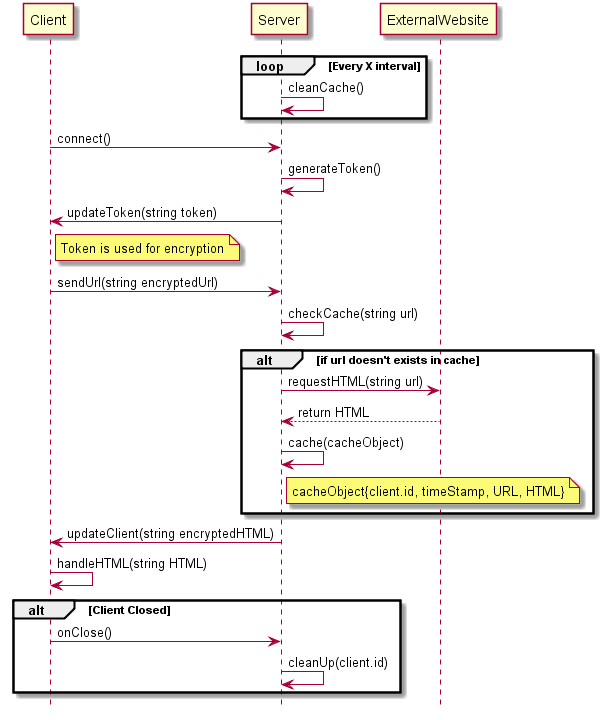 Client
Server
ExternalWebsite
loop
[Every X interval]
cleanCache()
connect()
generateToken()
updateToken(string token)
Token is used for encryption
sendUrl(string encryptedUrl)
checkCache(string url)
alt
[if url doesn't exists in cache]
requestHTML(string url)
return HTML
cache(cacheObject)
cacheObject{client.id, timeStamp, URL, HTML}
updateClient(string encryptedHTML)
handleHTML(string HTML)
alt
[Client Closed]
onClose()
cleanUp(client.id)